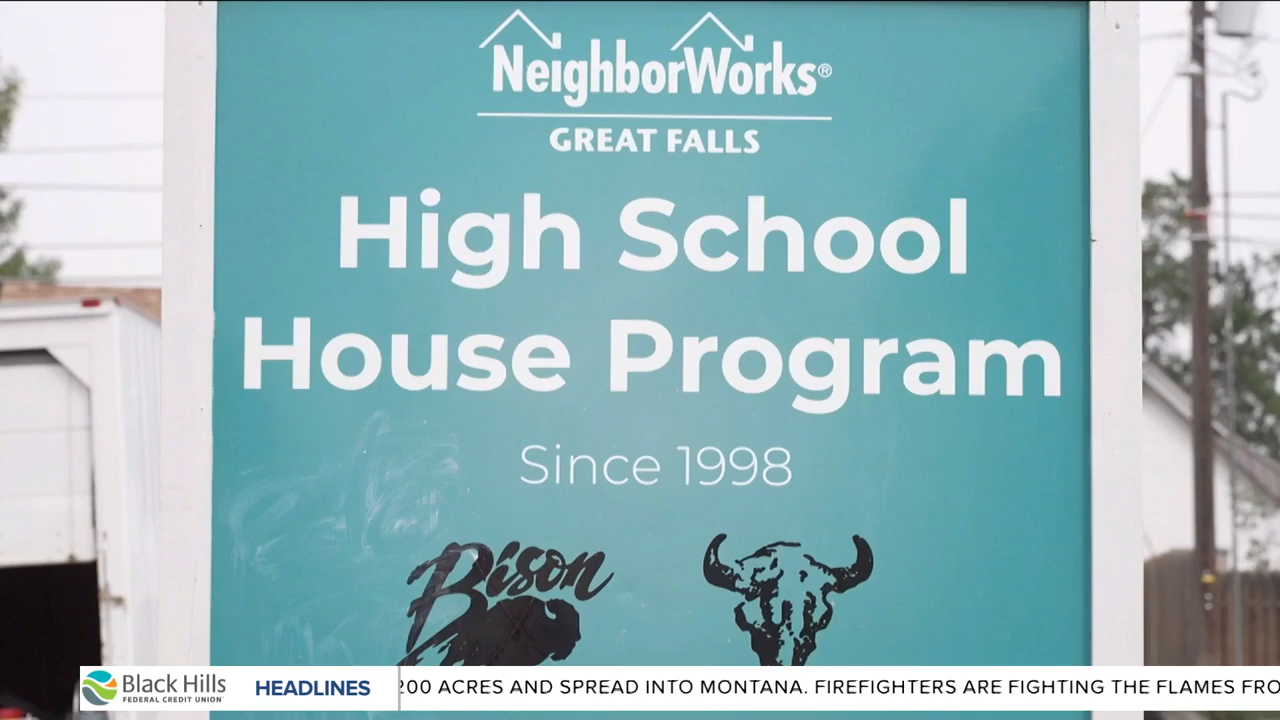 NeighborWorks®
GREAT FALLS
High School
House Program
Since 1998
Bison
Black Hills
FEDERAL CREDIT UNION
HEADLINES
200 ACRES AND SPREAD INTO MONTANA. FIREFIGHTERS ARE FIGHTING THE FLAMES FRO